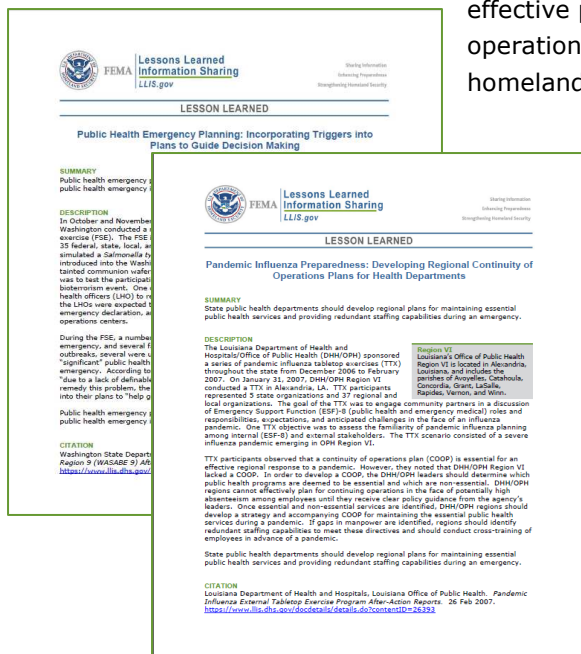 effective
operation
homeland
FEMA
Lessons Learned
Information Sharing
LLIS.gov
Sharing Information
Enhancing Preparedness
Strengthening Homeland Security
LESSON LEARNED
Public Health Emergency Planning: Incorporating Triggers into
Plans to Guide Decision Making
SUMMARY
Public health emergency
public health emergency
DESCRIPTION
In October and November
Washington conducted a
exercise (FSE). The FSE
35 federal, state, local,
simulated a Salmonella
introduced into the
tainted communion
was to test the
bioterrorism event. One
health officers (LHO) to
the LHOs were expected
emergency declaration,
operations centers.
During the FSE, a number
emergency, and several
outbreaks, several were
"significant" public health
emergency. According to
"due to a lack of
remedy this problem, the
into their plans to "help
Public health emergency
public health emergency
CITATION
Washington State
Region 9 (WASABE 9)
https://www.llis.dhs.gov/
FEMA
Lessons Learned
Information Sharing
LLIS.gov
Sharing Information
Enhancing Preparedness
Strengthening Homeland Security
LESSON LEARNED
Pandemic Influenza Preparedness: Developing Regional Continuity of
Operations Plans for Health Departments
SUMMARY
State public health departments should develop regional plans for maintaining essential
public health services and providing redundant staffing capabilities during an emergency.
DESCRIPTION
The Louisiana Department of Health and
Hospitals/Office of Public Health (DHH/OPH) sponsored
a series of pandemic influenza tabletop exercises (TTX)
throughout the state from December 2006 to February
2007. On January 31, 2007, DHH/OPH Region VI
conducted a TTX in Alexandria, LA. TTX participants
represented 5 state organizations and 37 regional and
local organizations. The goal of the TTX was to engage community partners in a discussion
of Emergency Support Function (ESF)-8 (public health and emergency medical) roles and
responsibilities, expectations, and anticipated challenges in the face of an influenza
pandemic. One TTX objective was to assess the familiarity of pandemic influenza planning
among internal (ESF-8) and external stakeholders. The TTX scenario consisted of a severe
influenza pandemic emerging in OPH Region VI.
Region VI
Louisiana's Office of Public Health
Region VI is located in Alexandria,
Louisiana, and includes the
parishes of Avoyelles, Catahoula,
Concordia, Grant, LaSalle,
Rapides, Vernon, and Winn.
TTX participants observed that a continuity of operations plan (COOP) is essential for an
effective regional response to a pandemic. However, they noted that DHH/OPH Region VI
lacked a COOP. In order to develop a COOP, the DHH/OPH leaders should determine which
public health programs are deemed to be essential and which are non-essential. DHH/OPH
regions cannot effectively plan for continuing operations in the face of potentially high
absenteeism among employees until they receive clear policy guidance from the agency's
leaders. Once essential and non-essential services are identified, DHH/OPH regions should
develop a strategy and accompanying COOP for maintaining the essential public health
services during a pandemic. If gaps in manpower are identified, regions should identify
redundant staffing capabilities to meet these directives and should conduct cross-training of
employees in advance of a pandemic.
State public health departments should develop regional plans for maintaining essential
public health services and providing redundant staffing capabilities during an emergency.
CITATION
Louisiana Department of Health and Hospitals, Louisiana Office of Public Health. Pandemic
Influenza External Tabletop Exercise Program After-Action Reports. 26 Feb 2007.
https://www.llis.dhs.gov/docdetails/details.do?contentID=26393